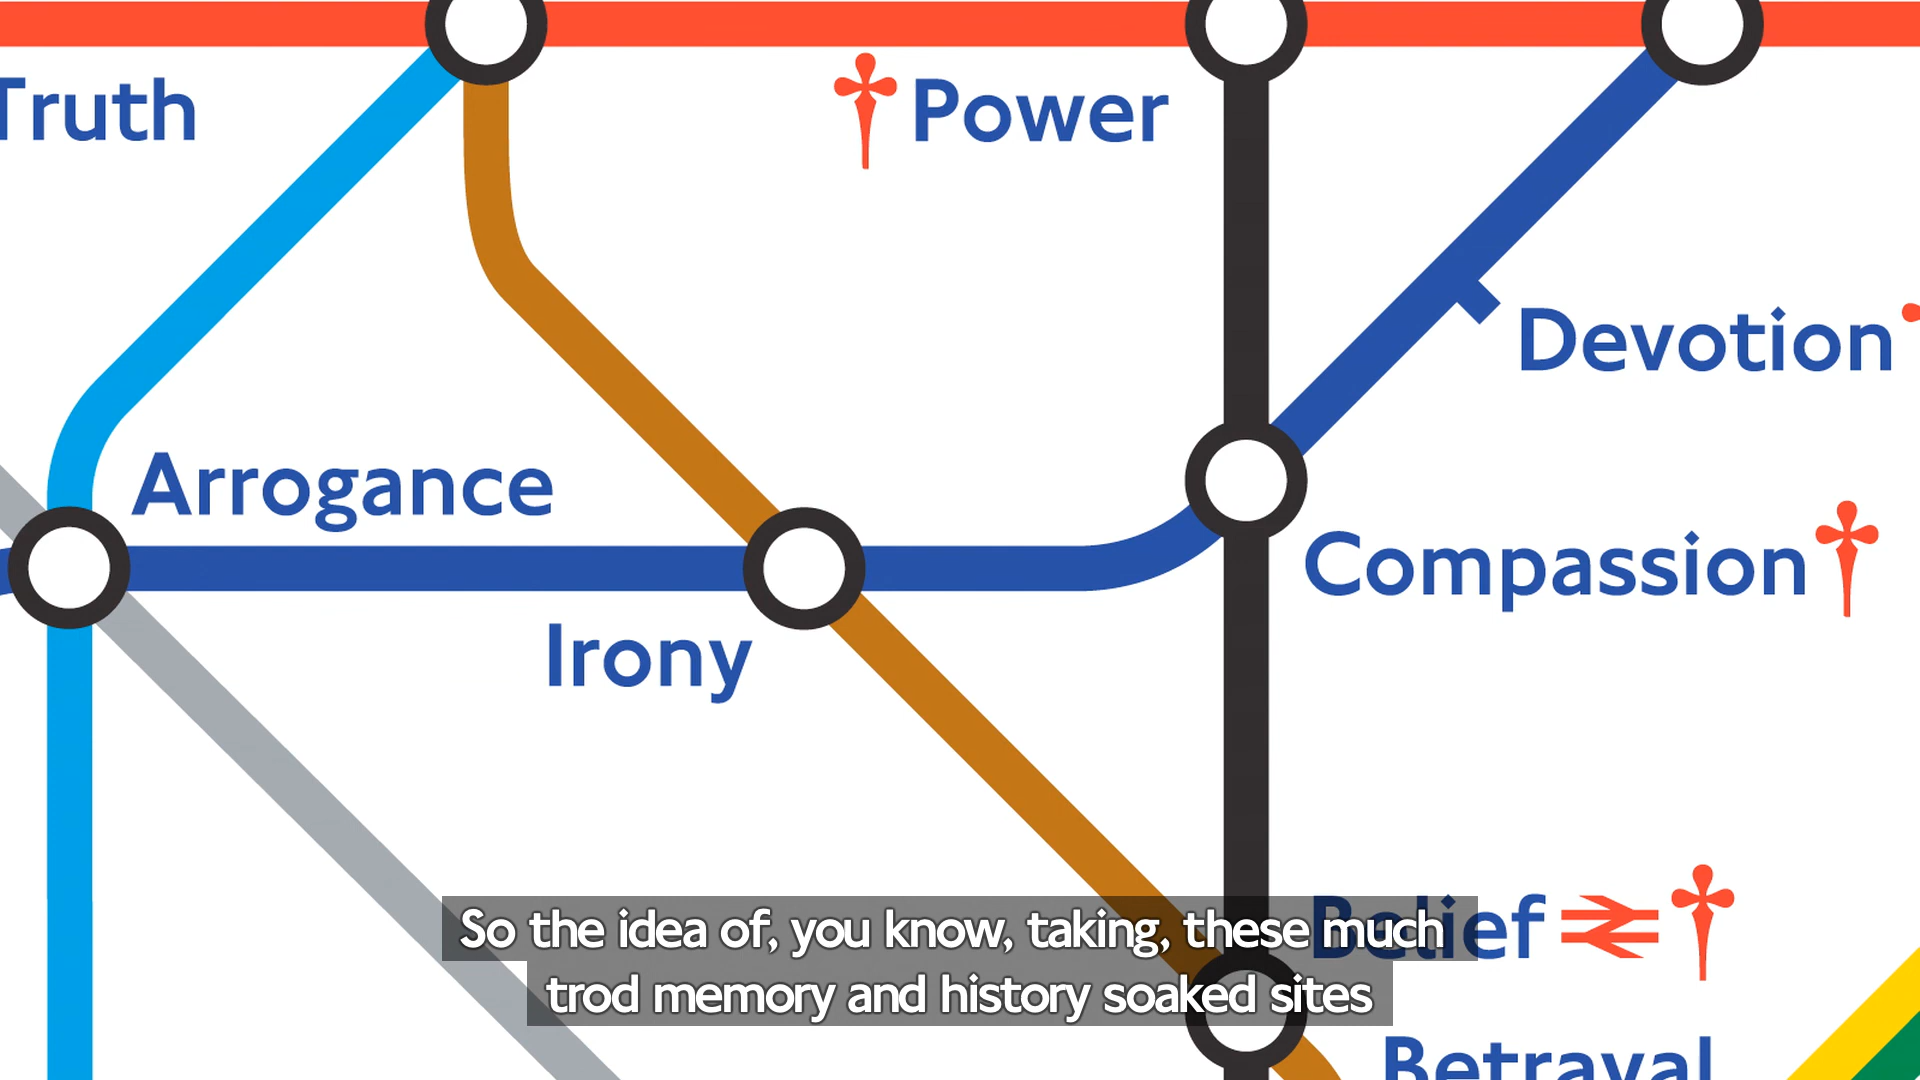 Truth
Power
Devotion
Arrogance
Compassion
Irony
Belief
So the idea of, you know, taking, these much
trod memory and history soaked sites
Betrayal